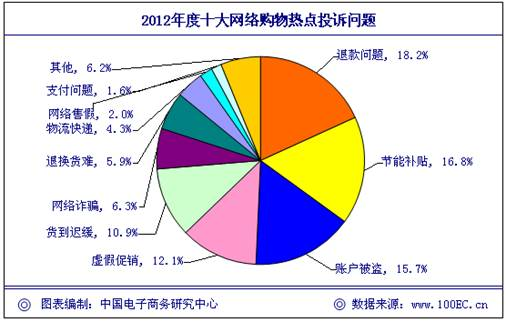 2012年度十大网络购物热点投诉问题
其他, 6.2%
退款问题, 18.2%
支付问题, 1.6%
网络售假, 2.0%
物流快递, 4.3%
退换货难, 5.9%
节能补贴, 16.8%
网络诈骗, 6.3%
货到迟缓, 10.9%
虚假促销, 12.1%
账户被盗, 15.7%
◎ 图表编制: 中国电子商务研究中心
◎ 数据来源: www.100EC.cn